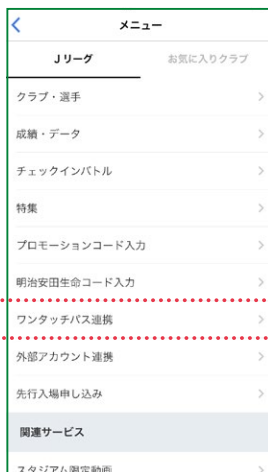 メニュー
Jリーグ
お気に入りクラブ
クラブ・選手
成績・データ
チェックインバトル
特集
プロモーションコード入力
明治安田生命コード入力
ワンタッチパス連携
外部アカウント連携
先行入場申し込み
関連サービス
スタジアム限定動画